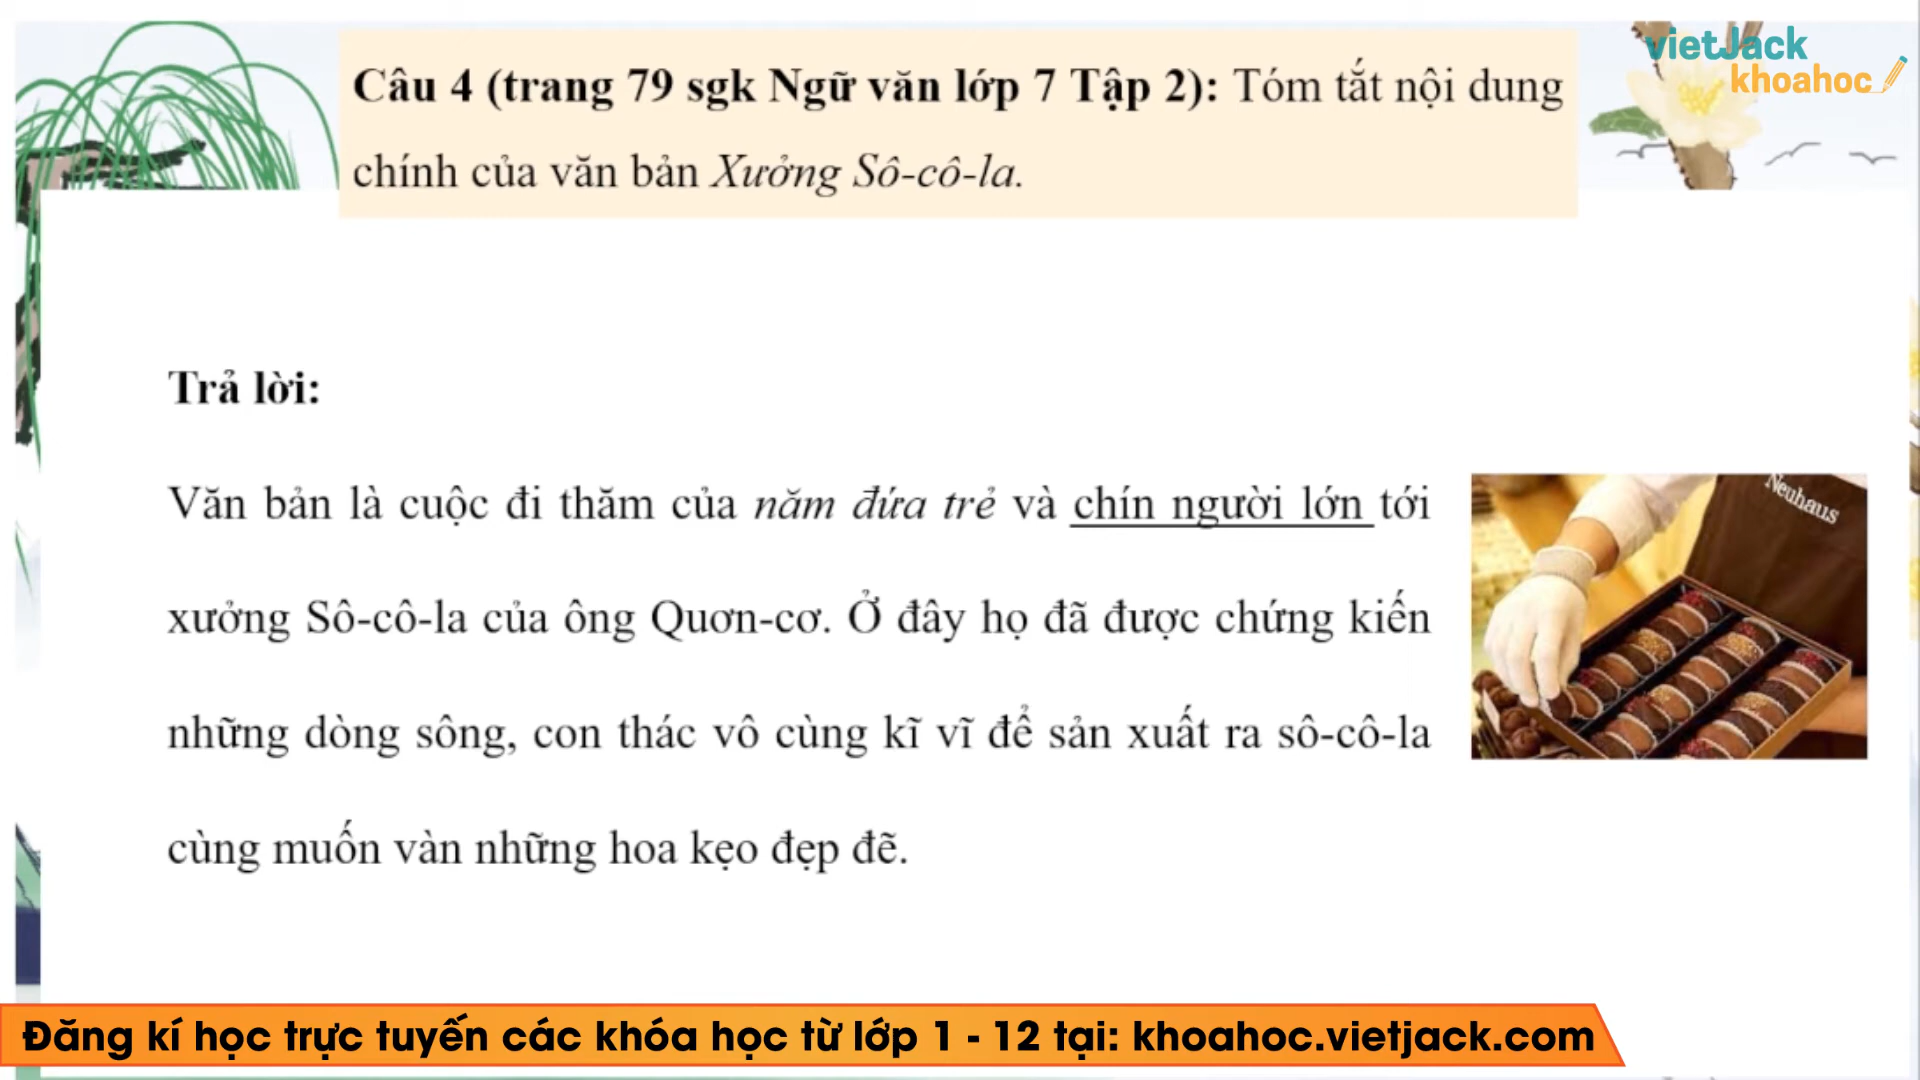 vietJack
khoahoc
Câu 4 (trang 79 sgk Ngữ văn lớp 7 Tập 2): Tóm tắt nội dung
chính của văn bản Xưởng Sô-cô-la.
Trả lời:
Văn bản là cuộc đi thăm của năm đứa trẻ và chín người lớn tới
xưởng Sô-cô-la của ông Quơn-cơ. Ở đây họ đã được chứng kiến
những dòng sông, con thác vô cùng kĩ vĩ để sản xuất ra sô-cô-la
cùng muốn vàn những hoa kẹo đẹp đẽ.
Neuhaus
Đăng kí học trực tuyến các khóa học từ lớp 1 - 12 tại: khoahoc.vietjack.com